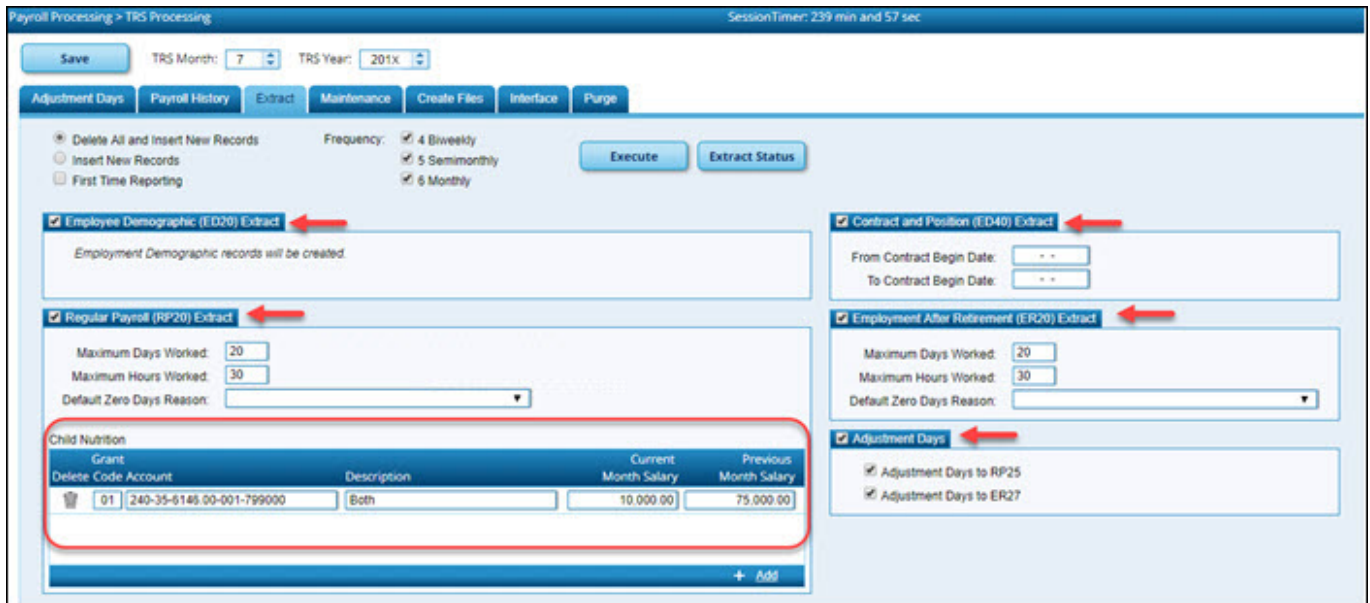 Payroll Processing > TRS Processing SessionTimer: 239 min and 57 sec
Save TRS Month: 7 TRS Year: 201X
Adjustment Days Payroll History Extract Maintenance Create Files Interface Purge
Delete All and Insert New Records Frequency: 4 Biweekly
Insert New Records 5 Semimonthly Execute Extract Status
First Time Reporting 6 Monthly
Employee Demographic (ED20) Extract
Employment Demographic records will be created.
Contract and Position (ED40) Extract
From Contract Begin Date: - -
To Contract Begin Date: - -
Regular Payroll (RP20) Extract
Maximum Days Worked: 20
Maximum Hours Worked: 30
Default Zero Days Reason:
Employment After Retirement (ER20) Extract
Maximum Days Worked: 20
Maximum Hours Worked: 30
Default Zero Days Reason:
Child Nutrition
Grant Current Previous
Delete Code Account Description Month Salary Month Salary
01 240-35-6146.00-001-799000 Both 10,000.00 75,000.00
+ Add
Adjustment Days
Adjustment Days to RP25
Adjustment Days to ER27